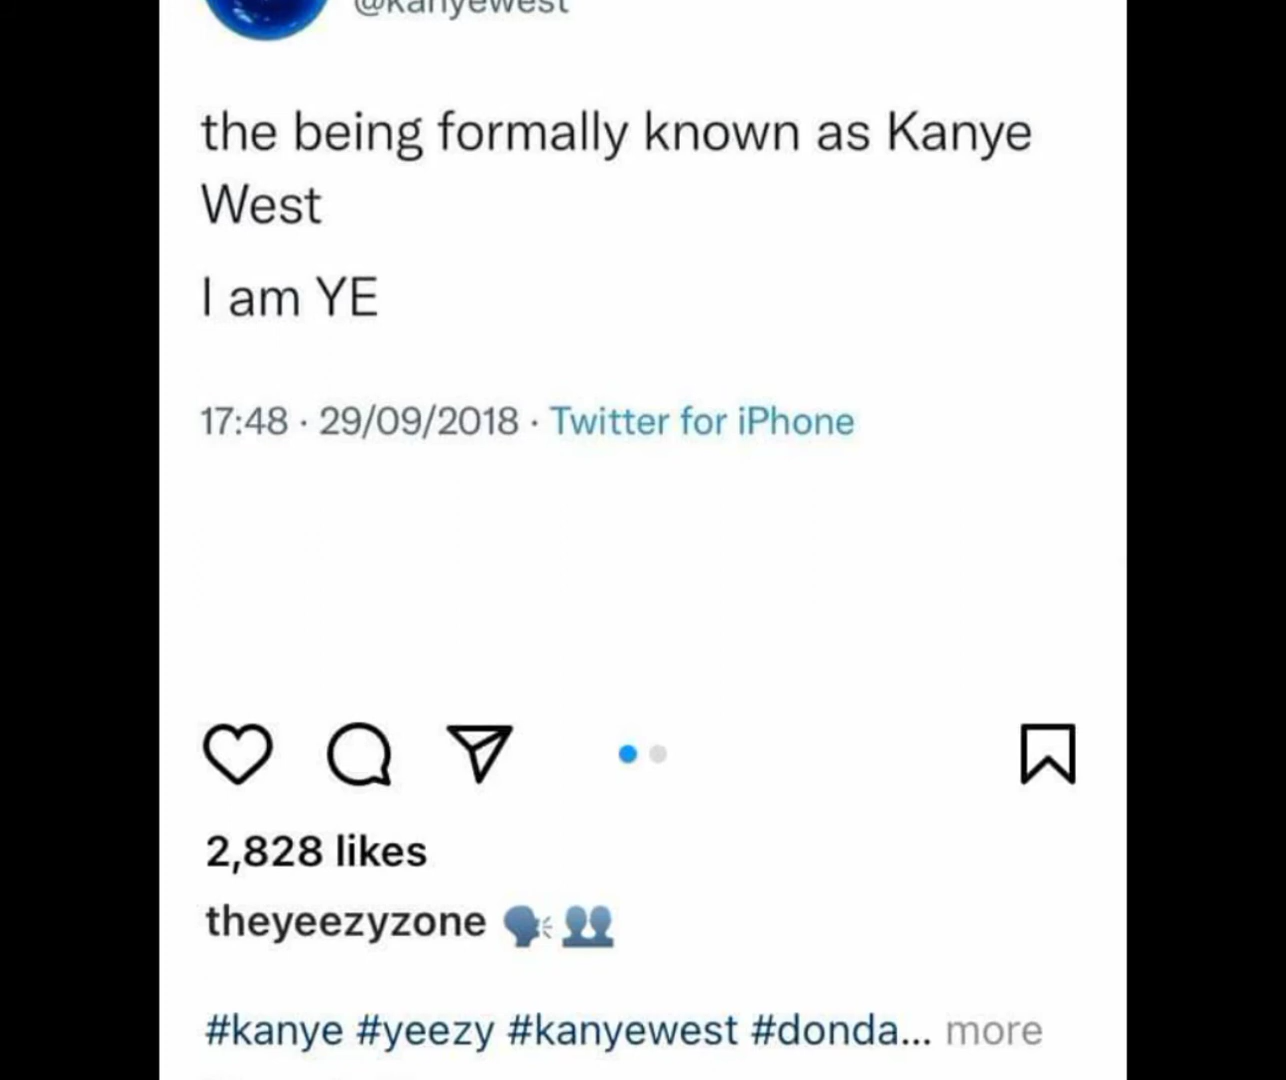 @kanyewest
the being formally known as Kanye
West
I am YE
17:48 · 29/09/2018 · Twitter for iPhone
2,828 likes
theyeezyzone 🗣️👥
#kanye #yeezy #kanyewest #donda... more